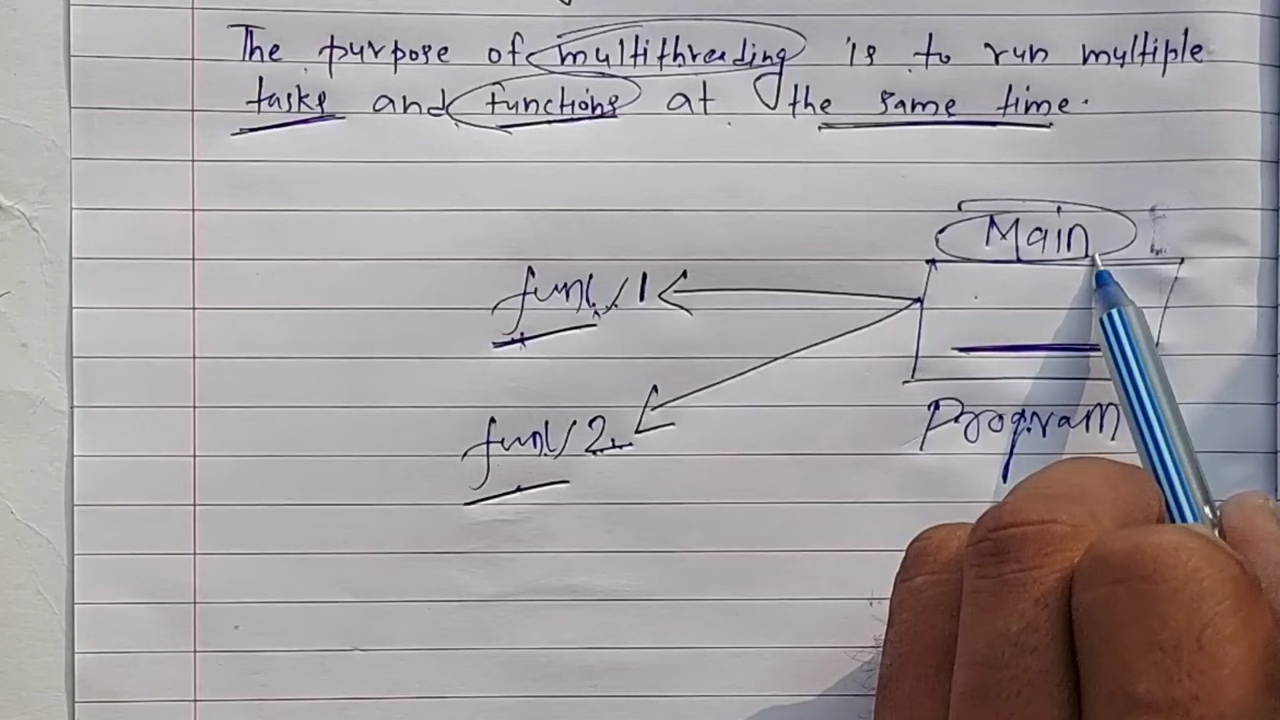 The purpose of multithreading is to run multiple
tasks and functions at the same time.
Main
func 1
func 2
Program